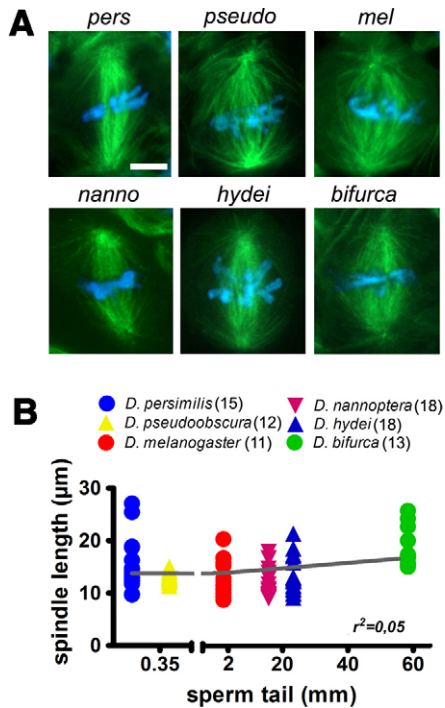 A
pers pseudo mel
nanno hydei bifurca
B
D. persimilis (15) D. nannoptera (18)
D. pseudoobscura (12) D. hydei (18)
D. melanogaster (11) D. bifurca (13)
spindle length (μm)
30
20
10
0
r²=0,05
0.35 2 20 40 60
sperm tail (mm)